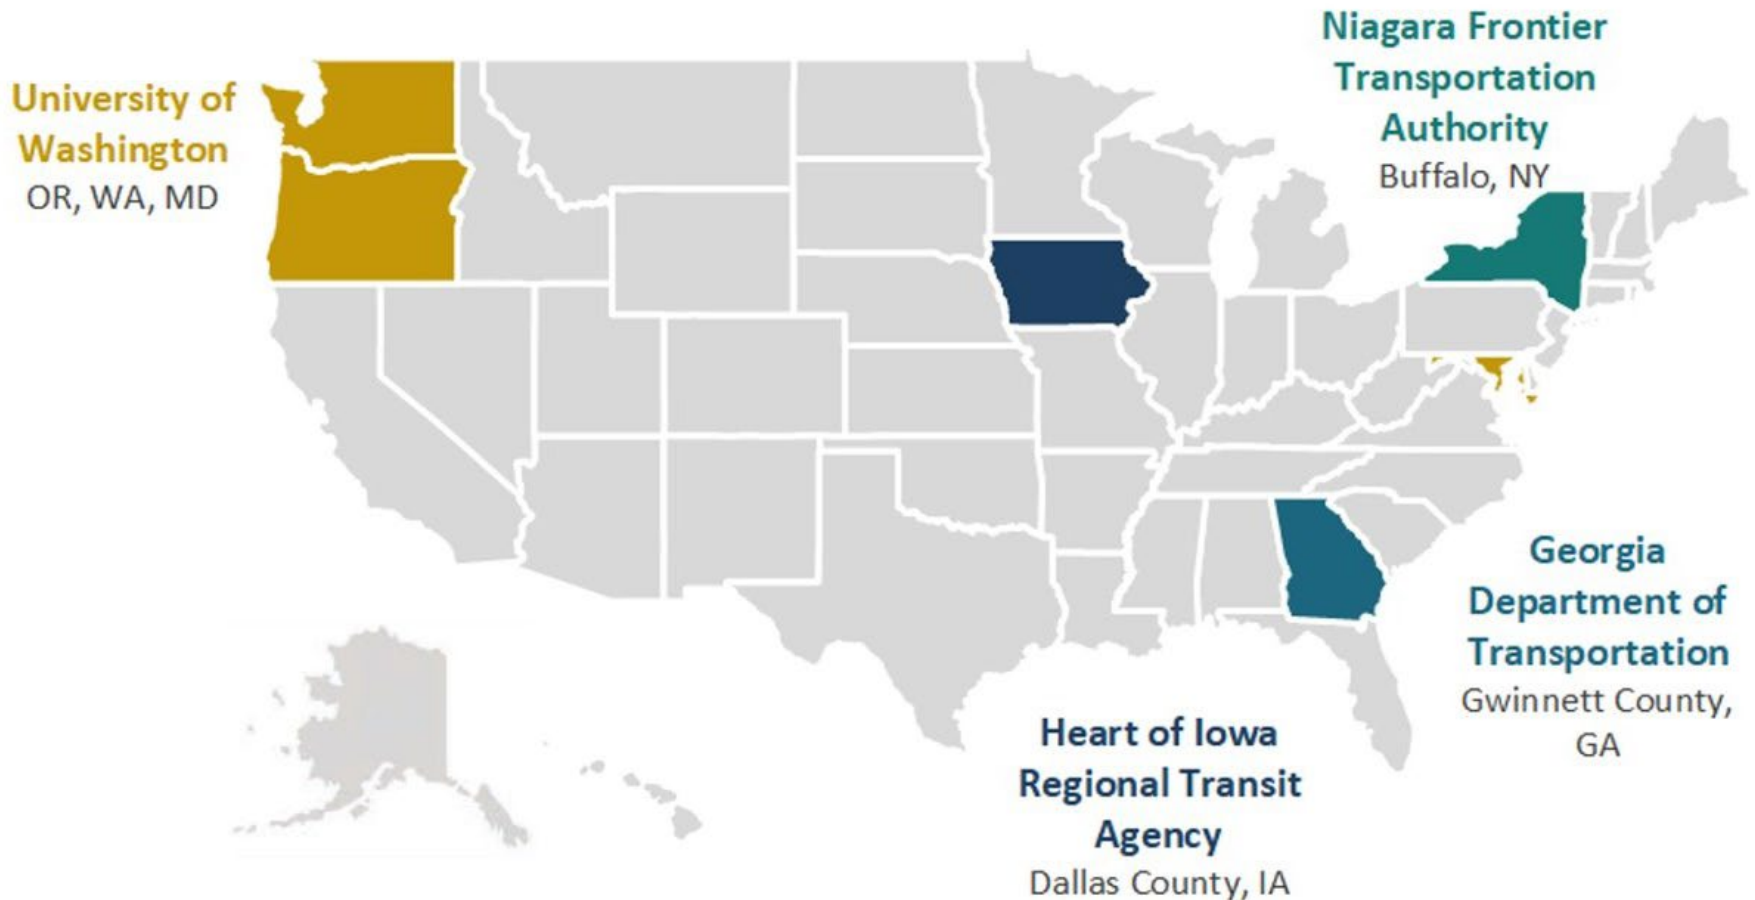 University of
Washington
OR, WA, MD
Niagara Frontier
Transportation
Authority
Buffalo, NY
Georgia
Department of
Transportation
Gwinnett County,
GA
Heart of Iowa
Regional Transit
Agency
Dallas County, IA